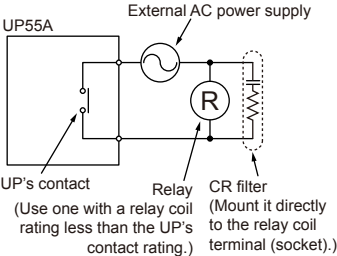 External AC power supply
UP55A
R
UP's contact
Relay
(Use one with a relay coil
rating less than the UP's
contact rating.)
CR filter
(Mount it directly
to the relay coil
terminal (socket).)